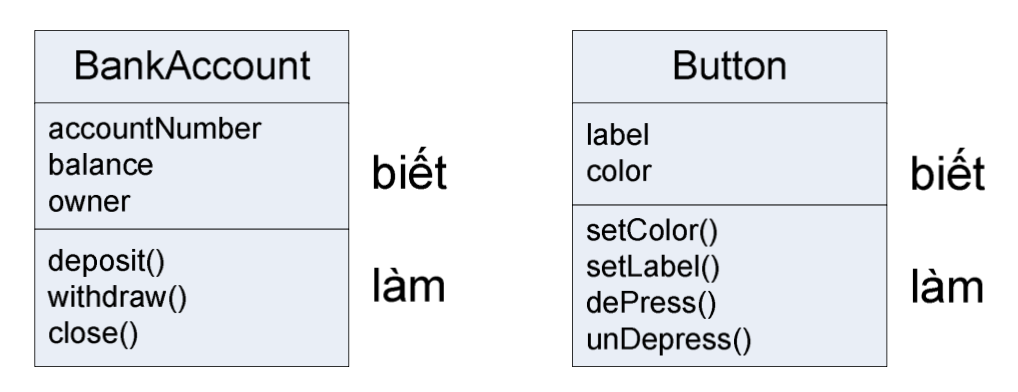 BankAccount
accountNumber
balance
owner
biết
deposit()
withdraw()
close()
làm
Button
label
color
biết
setColor()
setLabel()
dePress()
unDepress()
làm